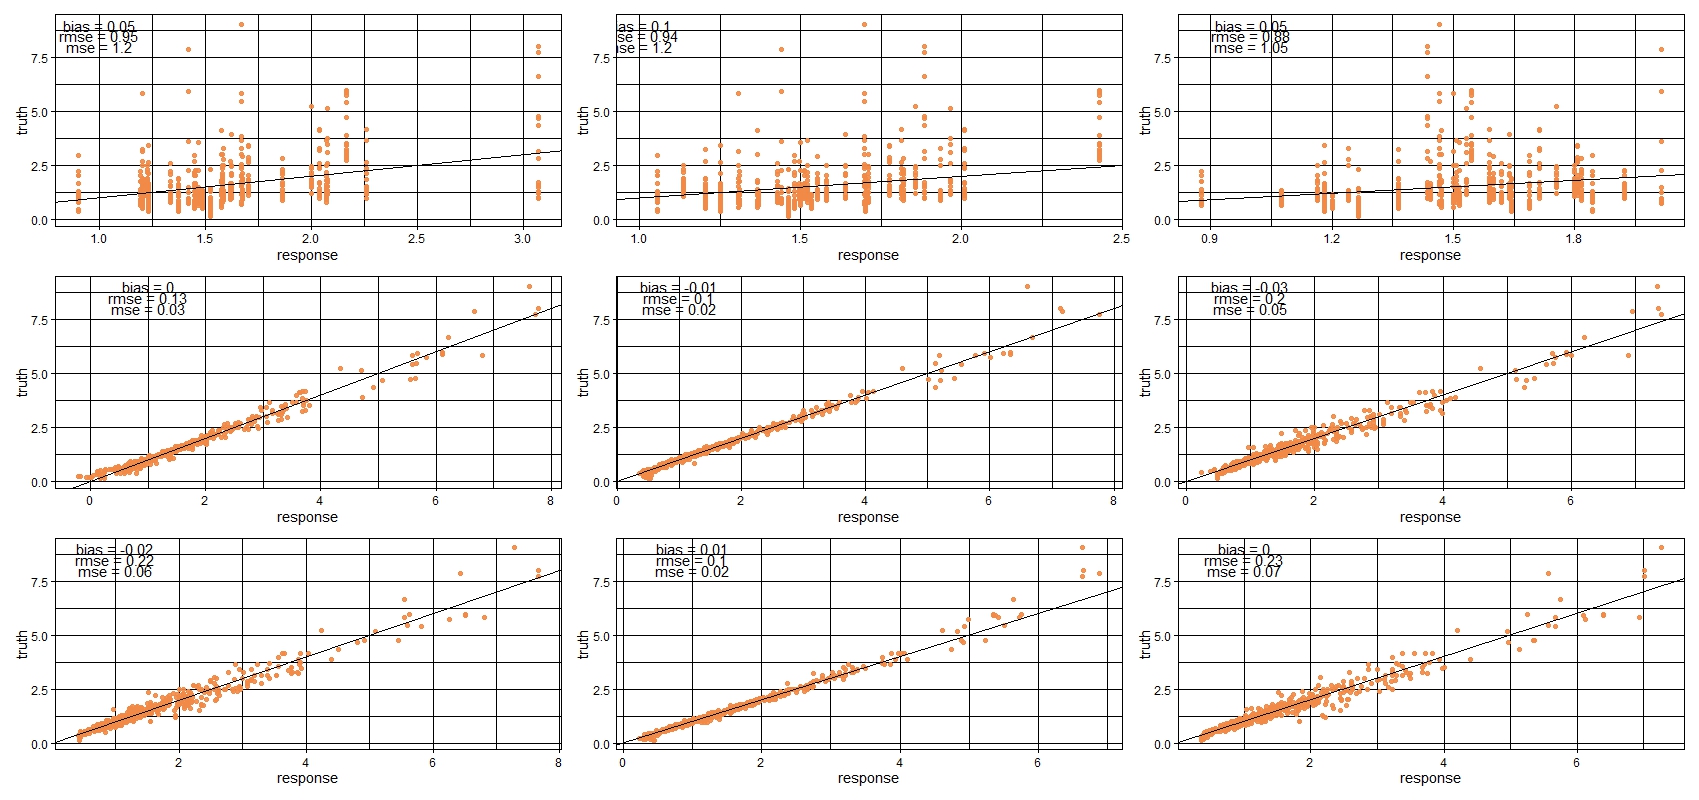 bias = 0.05
rmse = 0.95
mse = 1.2
truth
7.5
5.0
2.5
0.0
1.0
1.5
2.0
2.5
3.0
response
as = 0.1
se = 0.94
se = 1.2
truth
7.5
5.0
2.5
0.0
1.0
1.5
2.0
2.5
response
bias = 0.05
rmse = 0.88
mse = 1.05
truth
7.5
5.0
2.5
0.0
0.9
1.2
1.5
1.8
response
bias = 0
rmse = 0.13
mse = 0.03
truth
7.5
5.0
2.5
0.0
0
2
4
6
8
response
bias = -0.01
rmse = 0.1
mse = 0.02
truth
7.5
5.0
2.5
0.0
0
2
4
6
8
response
bias = -0.03
rmse = 0.2
mse = 0.05
truth
7.5
5.0
2.5
0.0
0
2
4
6
response
bias = -0.02
rmse = 0.22
mse = 0.06
truth
7.5
5.0
2.5
0.0
2
4
6
8
response
bias = 0.01
rmse = 0.1
mse = 0.02
truth
7.5
5.0
2.5
0.0
0
2
4
6
response
bias = 0
rmse = 0.23
mse = 0.07
truth
7.5
5.0
2.5
0.0
2
4
6
response